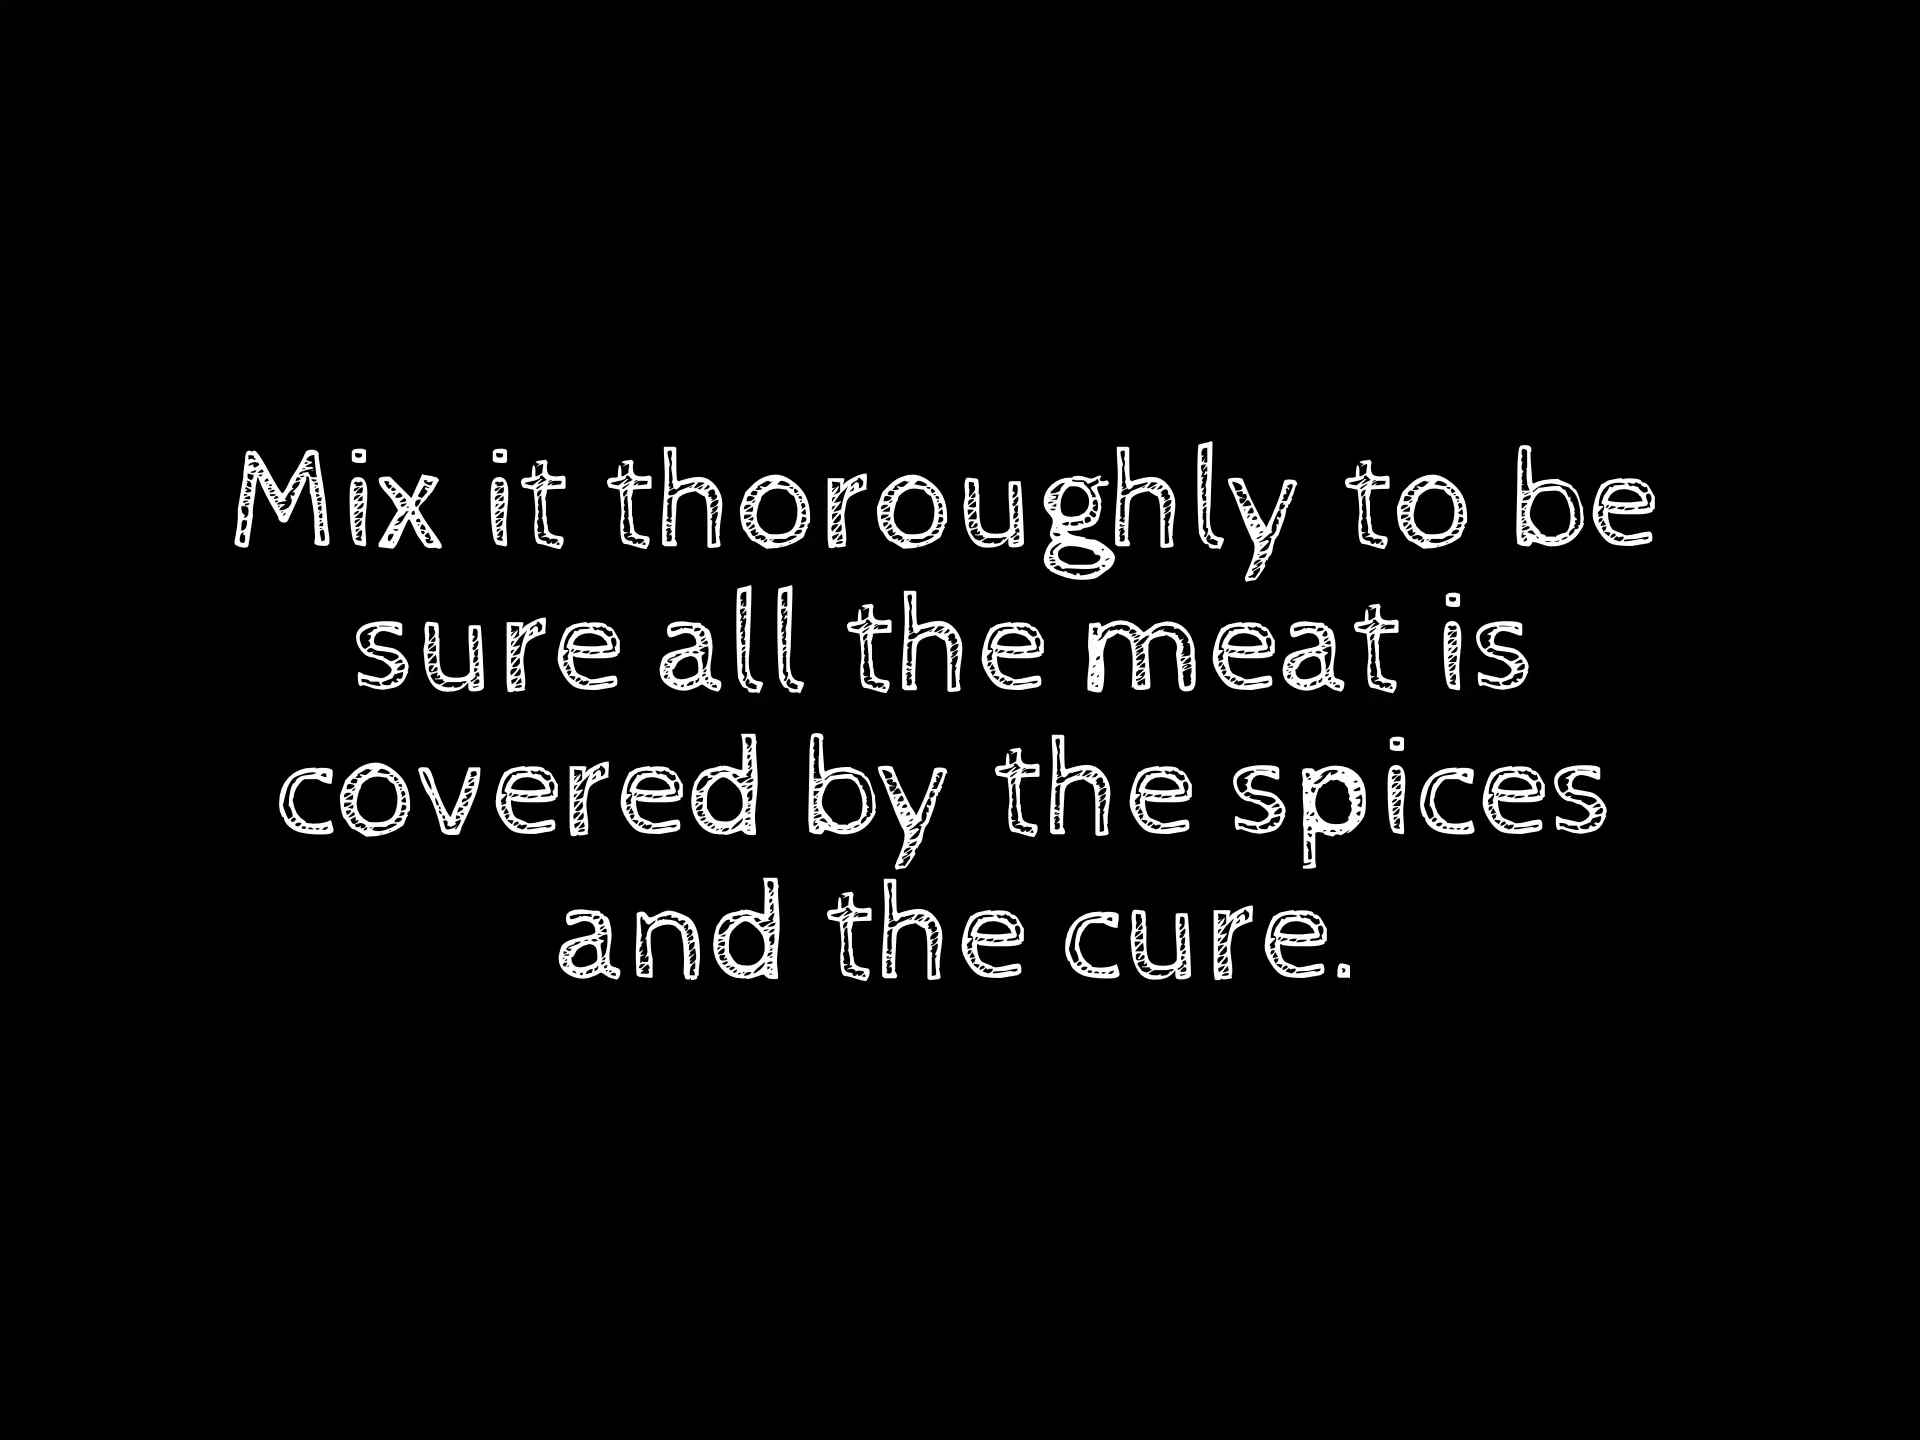 Mix it thoroughly to be
sure all the meat is
covered by the spices
and the cure.